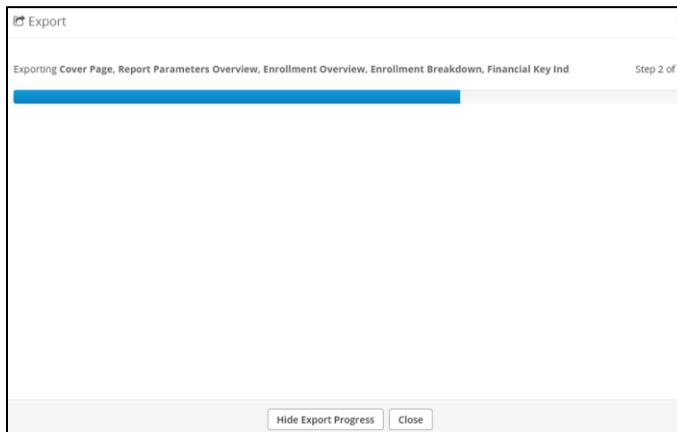 Export
Exporting Cover Page, Report Parameters Overview, Enrollment Overview, Enrollment Breakdown, Financial Key Ind
Step 2 of
Hide Export Progress
Close